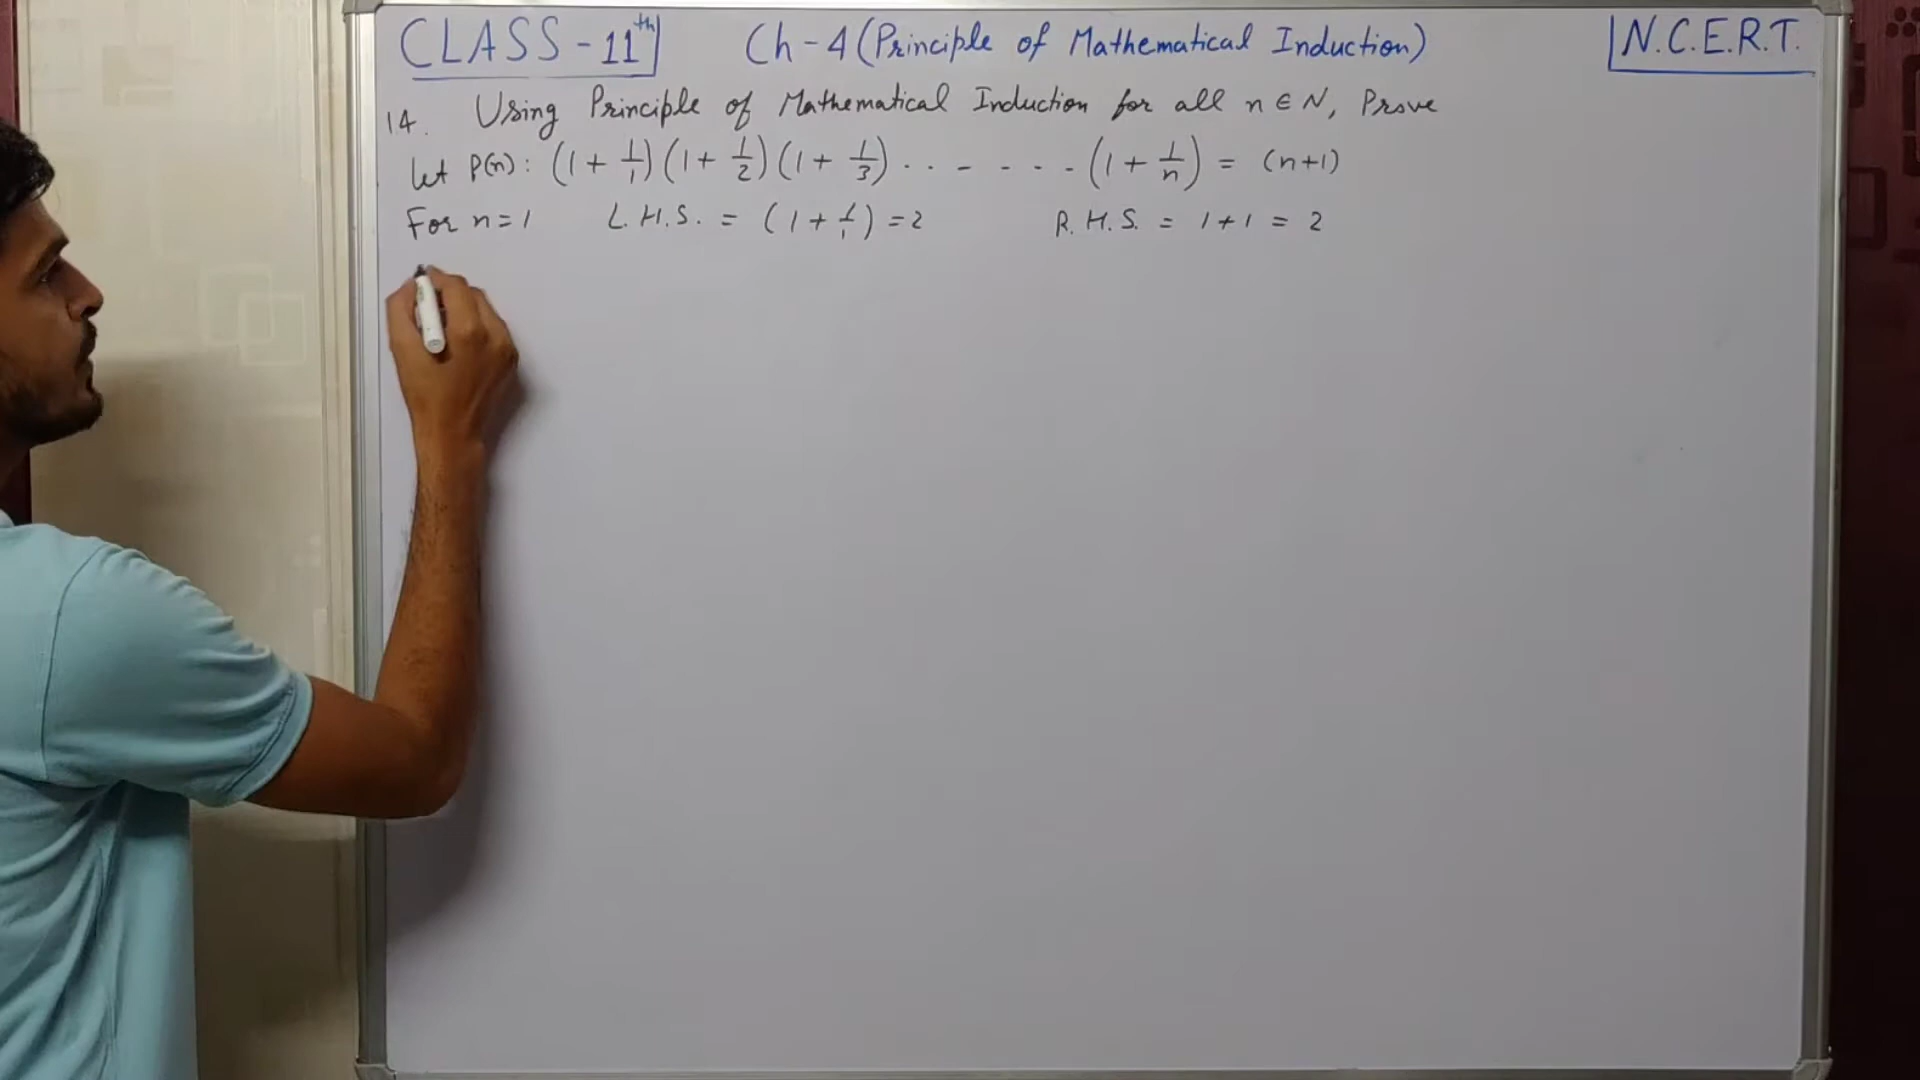 CLASS - 11th Ch - 4 (Principle of Mathematical Induction) N.C.E.R.T.
14. Using Principle of Mathematical Induction for all n ∈ N, Prove
Let P(n): (1 + 1/1)(1 + 1/2)(1 + 1/3) . . - - - - - (1 + 1/n) = (n+1)
For n = 1 L.H.S. = (1 + 1/1) = 2 R.H.S. = 1 + 1 = 2